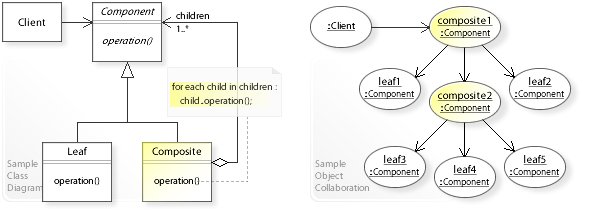 Client
Component
operation()
children
1..*
for each child in children :
child.operation();
Leaf
operation()
Composite
operation()
Sample
Class
Diagram
:Client
composite1
:Component
leaf1
:Component
composite2
:Component
leaf2
:Component
leaf3
:Component
leaf4
:Component
leaf5
:Component
Sample
Object
Collaboration